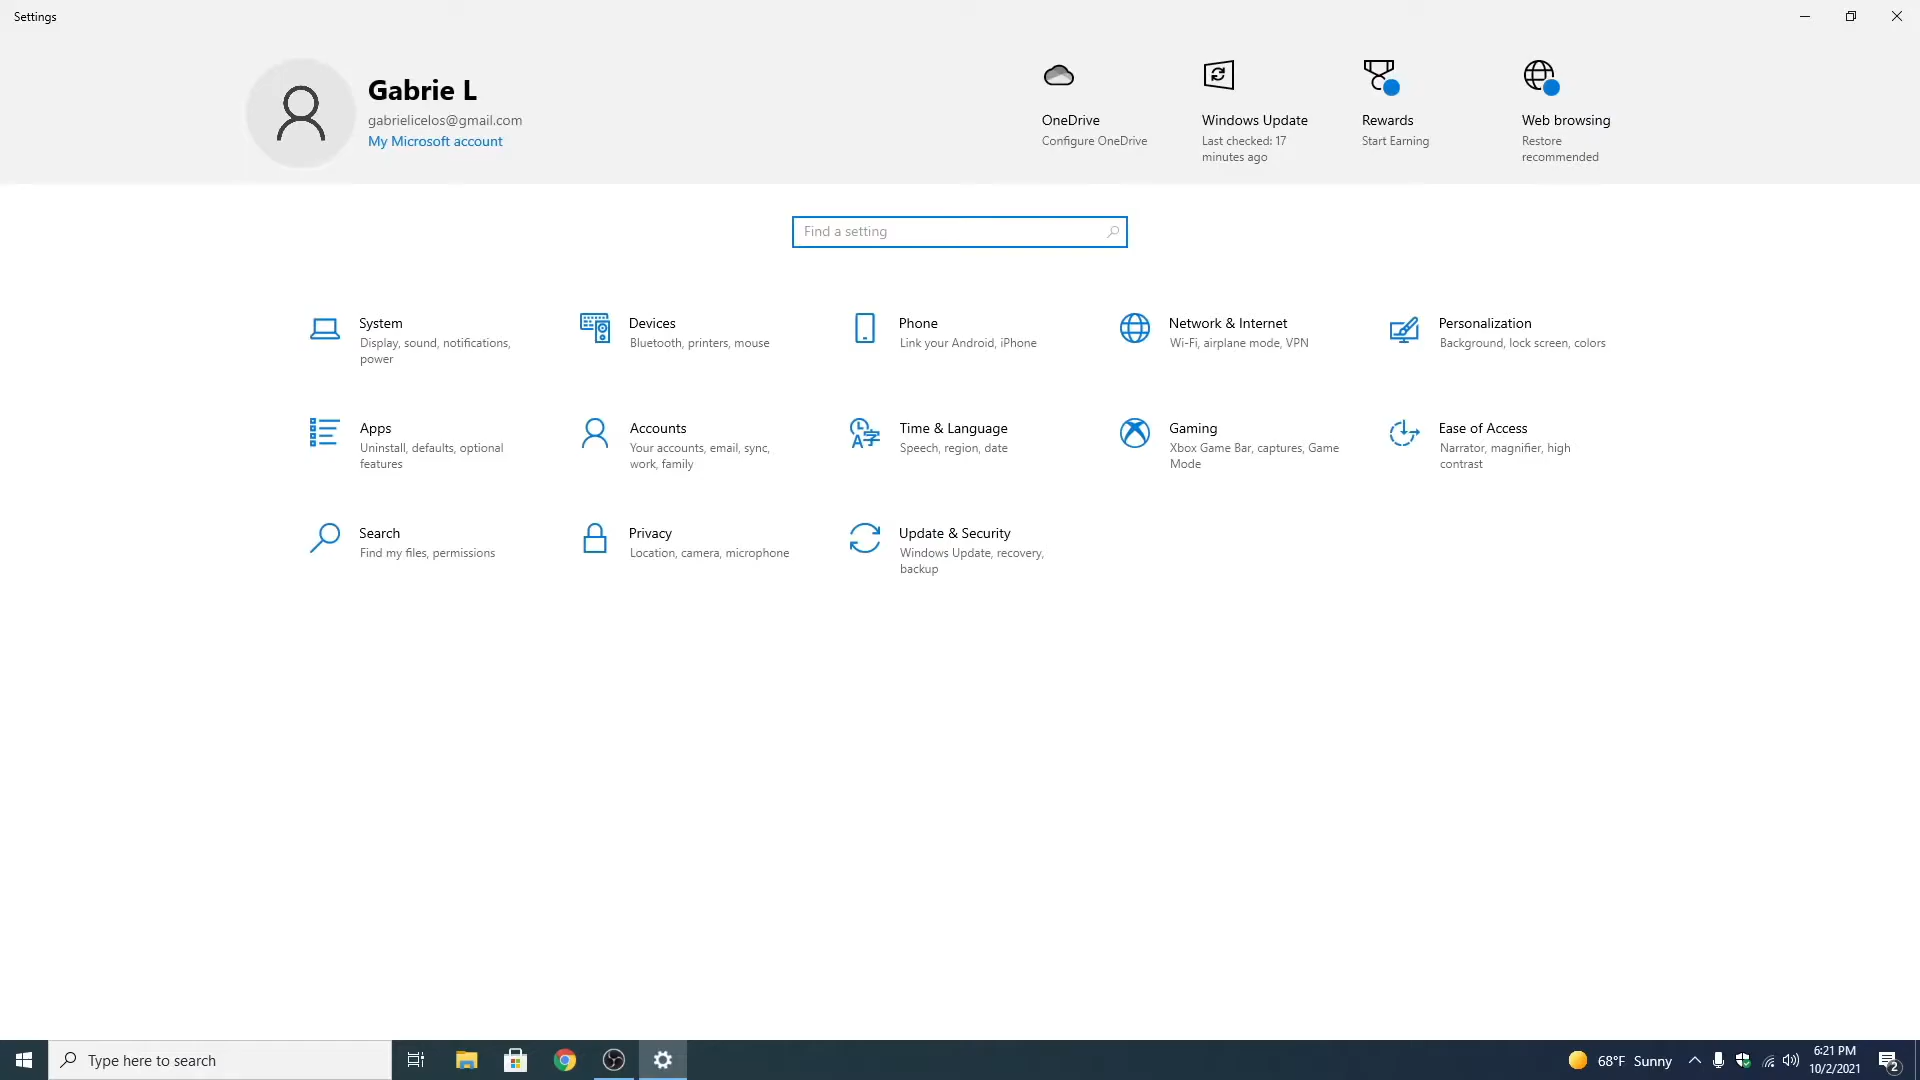 Settings
Gabrie L
gabrielicelos@gmail.com
My Microsoft account
OneDrive
Configure OneDrive
Windows Update
Last checked: 17
minutes ago
Rewards
Start Earning
Web browsing
Restore
recommended
Find a setting
System
Display, sound, notifications,
power
Devices
Bluetooth, printers, mouse
Phone
Link your Android, iPhone
Network & Internet
Wi-Fi, airplane mode, VPN
Personalization
Background, lock screen, colors
Apps
Uninstall, defaults, optional
features
Accounts
Your accounts, email, sync,
work, family
Time & Language
Speech, region, date
Gaming
Xbox Game Bar, captures, Game
Mode
Ease of Access
Narrator, magnifier, high
contrast
Search
Find my files, permissions
Privacy
Location, camera, microphone
Update & Security
Windows Update, recovery,
backup
Type here to search
68°F Sunny
6:21 PM
10/2/2021
2